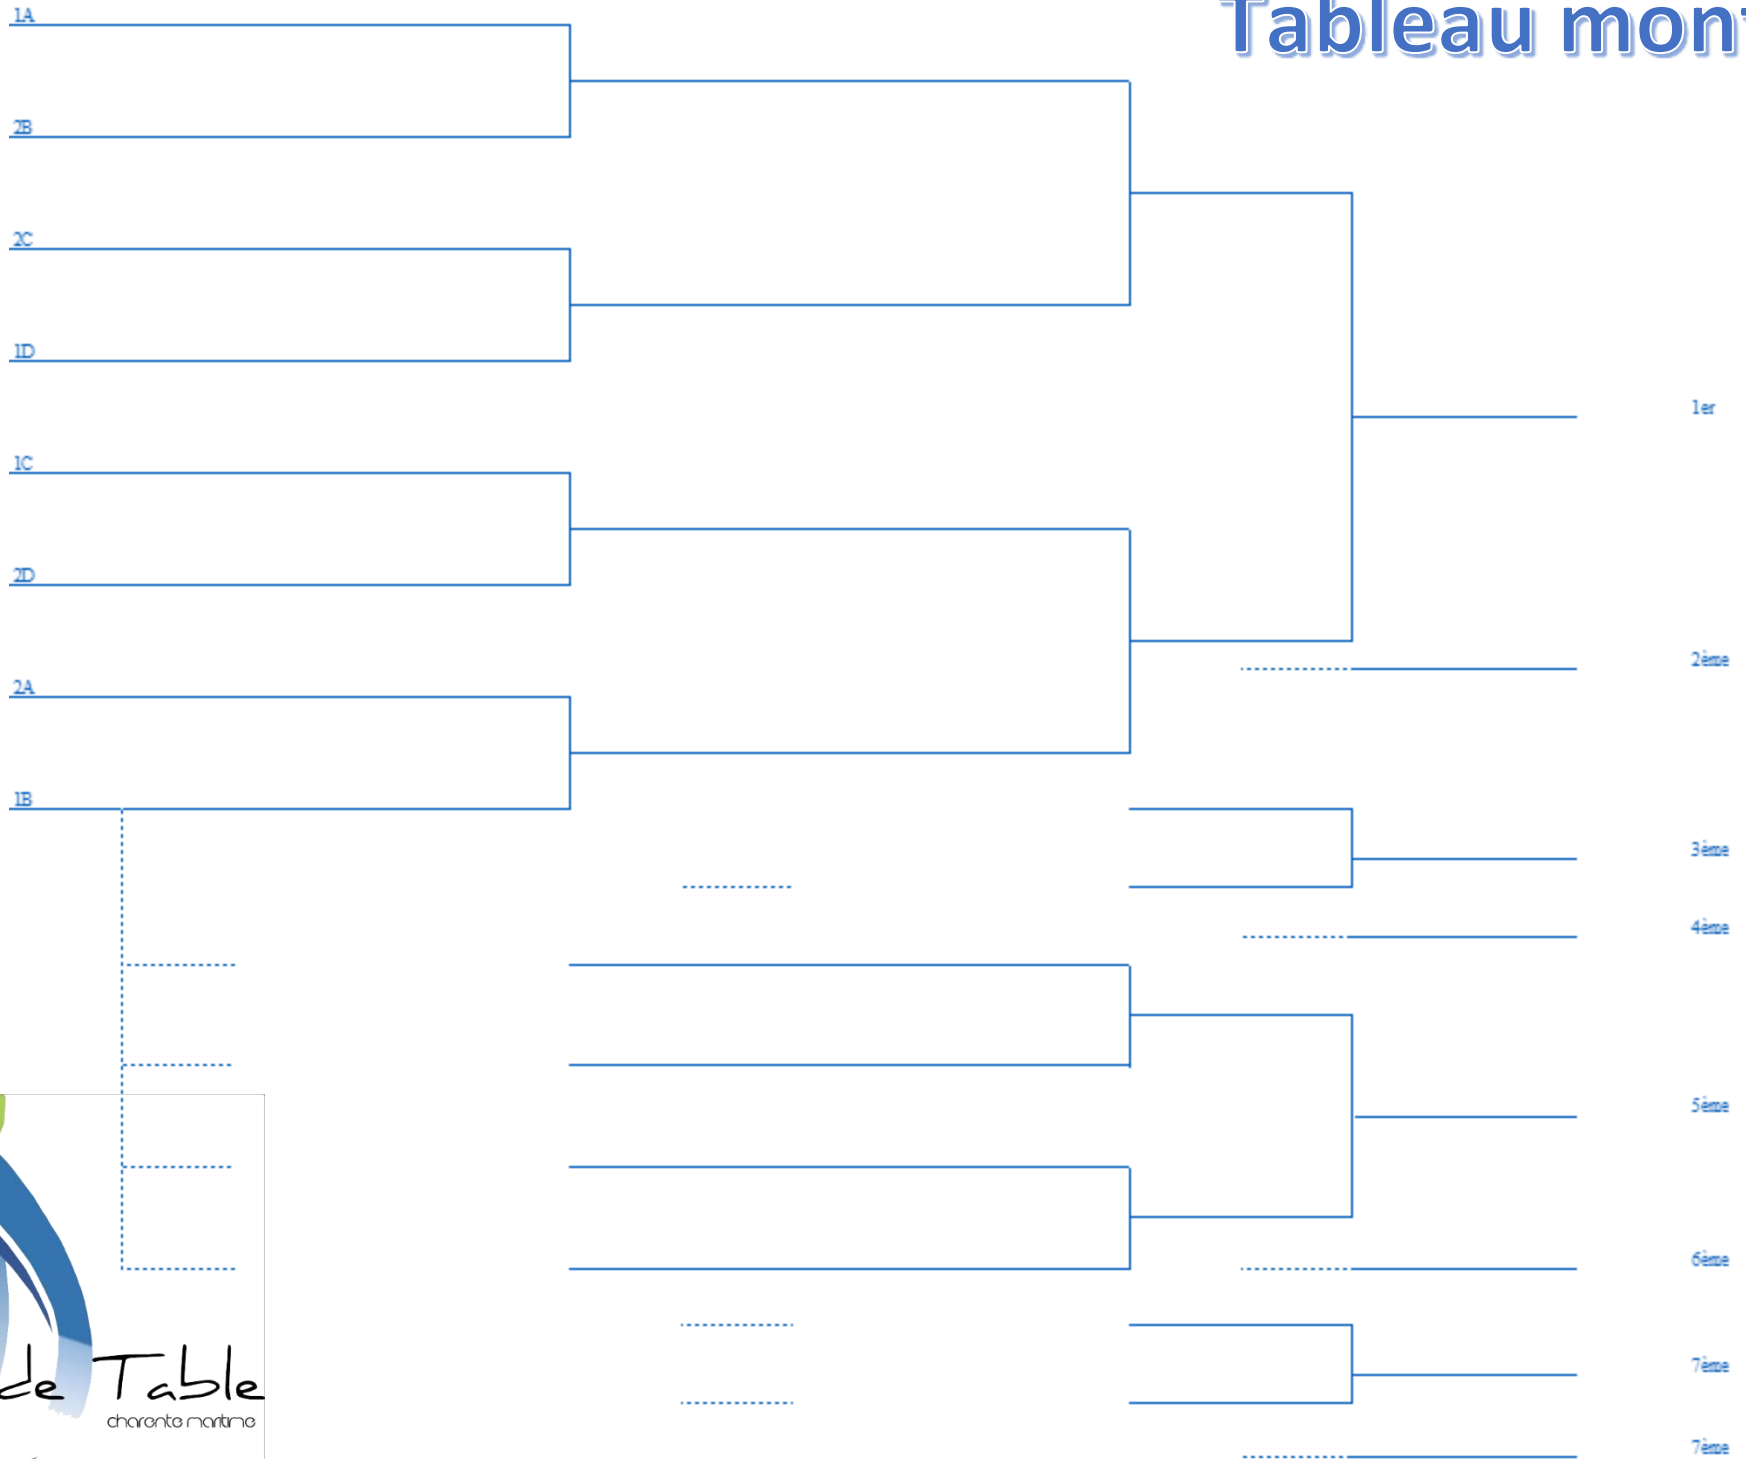 Tableau mon
1A
2B
2C
1D
1er
1C
2D
2ème
2A
1B
3ème
4ème
5ème
6ème
7ème
de Table
charente maritime
7ème